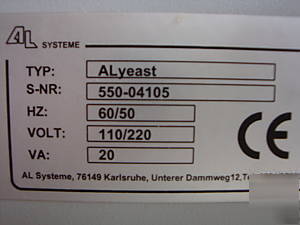 AL SYSTEME
TYP: ALyeast
S-NR: 550-04105
HZ: 60/50
VOLT: 110/220
VA: 20
CE
AL Systeme, 76149 Karlsruhe, Unterer Dammweg12,